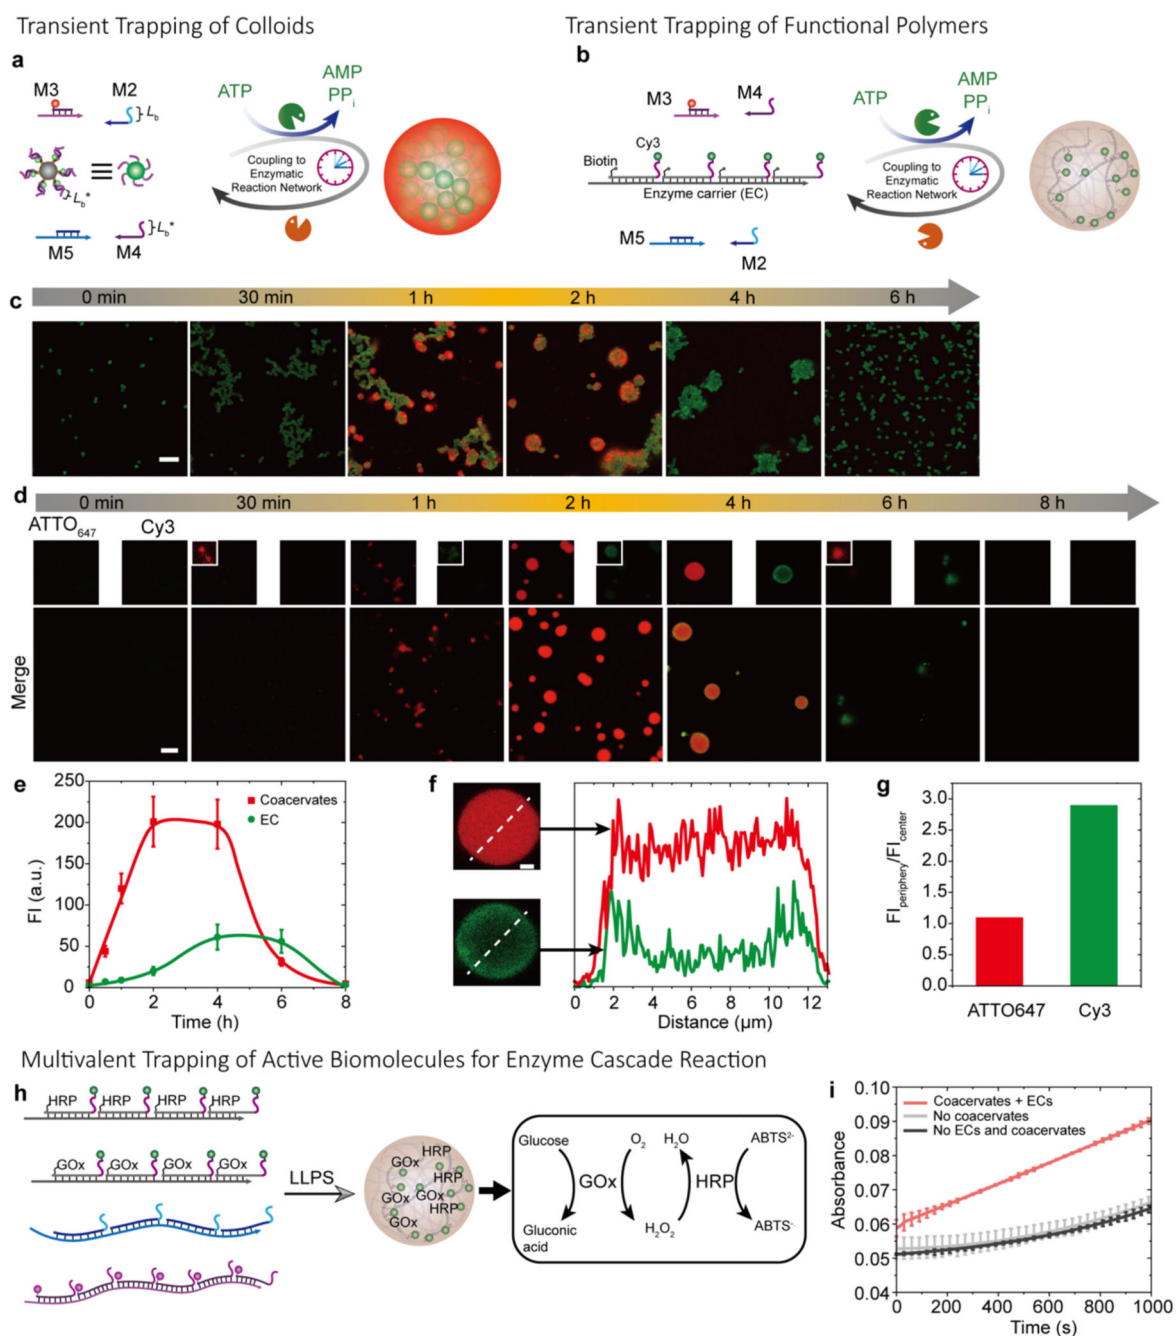 Transient Trapping of Colloids
Transient Trapping of Functional Polymers
a
M3
M2
Lb
ATP
AMP
PPi
Coupling to
Enzymatic
Reaction Network
Lb*
M5
M4
Lb*
b
M3
M4
ATP
AMP
PPi
Cy3
Biotin
Enzyme carrier (EC)
Coupling to
Enzymatic
Reaction Network
M5
M2
c
0 min 30 min 1 h 2 h 4 h 6 h
d
0 min 30 min 1 h 2 h 4 h 6 h 8 h
ATTO647 Cy3
Merge
e
250
200
150
100
50
0
FI (a.u.)
Coacervates
EC
0 2 4 6 8
Time (h)
f
0 2 4 6 8 10 12
Distance (µm)
g
3.0
2.5
2.0
1.5
1.0
0.5
0.0
FIperiphery/FIcenter
ATTO647 Cy3
Multivalent Trapping of Active Biomolecules for Enzyme Cascade Reaction
h
HRP HRP HRP HRP
GOx GOx GOx GOx
LLPS
HRP
GOx
HRP
GOx GOx
HRP
GOx
Glucose O2 H2O ABTS2-
GOx HRP
Gluconic
acid
H2O2 ABTS-
i
0.10
0.09
0.08
0.07
0.06
0.05
0.04
Absorbance
Coacervates + ECs
No coacervates
No ECs and coacervates
0 200 400 600 800 1000
Time (s)